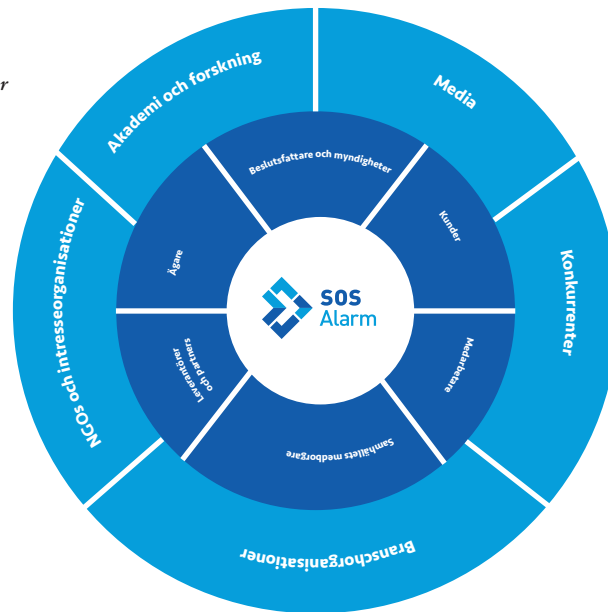 r
Akademi och forskning
Media
Konkurrenter
Branschorganisationer
NGOs och intresseorganisationer
Beslutsfattare och myndigheter
Kunder
Medarbetare
Samhällets medborgare
Leverantörer
och partners
Ägare
SOS
Alarm